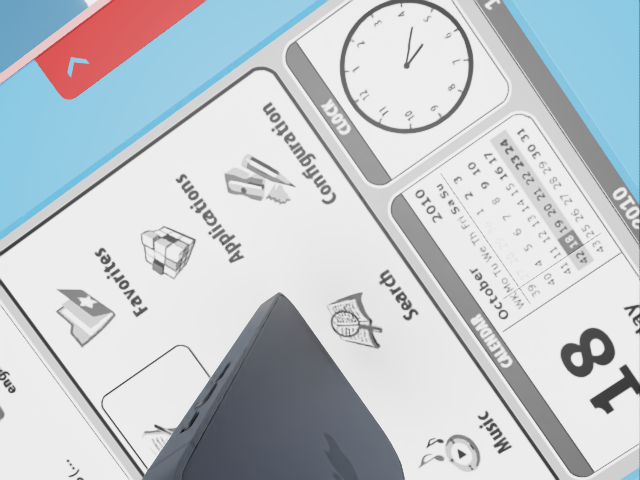 Configuration
Applications
Favorites
Search
Music
CLOCK
CALENDAR
2010
18
October
2010
Wk Mo Tu We Th Fri Sa Su
39
1 2 3
40 4 5 6 7 8 9 10
41 11 12 13 14 15 16 17
42 18 19 20 21 22 23 24
43 25 26 27 28 29 30 31